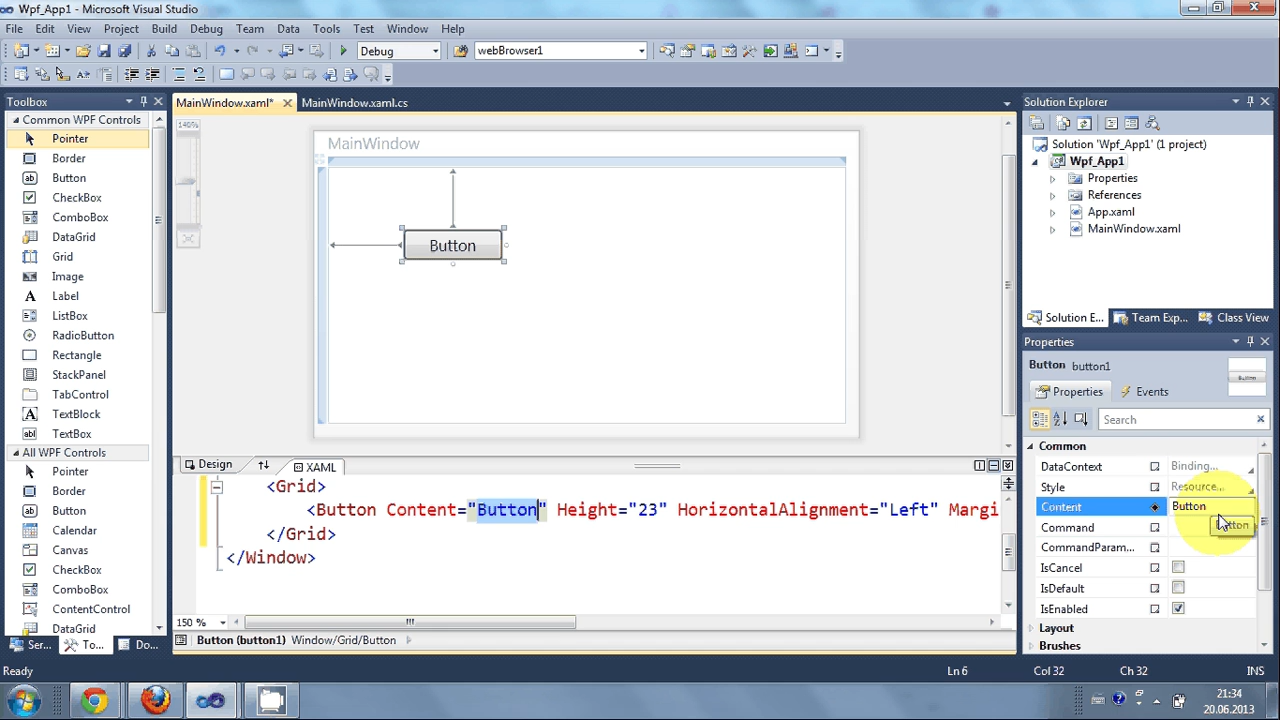 Wpf_App1 - Microsoft Visual Studio
File Edit View Project Build Debug Team Data Tools Test Window Help
Debug webBrowser1
Toolbox
Common WPF Controls
Pointer
Border
Button
CheckBox
ComboBox
DataGrid
Grid
Image
Label
ListBox
RadioButton
Rectangle
StackPanel
TabControl
TextBlock
TextBox
All WPF Controls
Pointer
Border
Button
Calendar
Canvas
CheckBox
ComboBox
ContentControl
DataGrid
Ser... To... Do...
MainWindow.xaml* MainWindow.xaml.cs
140%
MainWindow
Button
Design XAML
<Grid>
<Button Content="Button" Height="23" HorizontalAlignment="Left" Margi
</Grid>
</Window>
150 %
Button (button1) Window/Grid/Button
Solution Explorer
Solution 'Wpf_App1' (1 project)
Wpf_App1
Properties
References
App.xaml
MainWindow.xaml
Solution E... Team Exp... Class View
Properties
Button button1
Button
Properties Events
Search
Common
DataContext Binding...
Style Resource...
Content Button
Command
CommandParam...
IsCancel
IsDefault
IsEnabled
Layout
Brushes
Ready Ln 6 Col 32 Ch 32 INS
21:34
20.06.2013